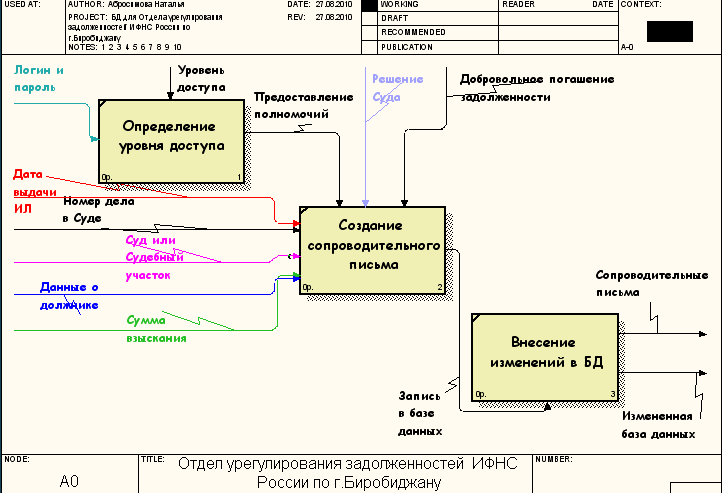 USED AT:
AUTHOR: Абросимова Наталья
DATE: 27.08.2010
WORKING
READER DATE
CONTEXT:
PROJECT: БД для Отдела урегулирования
REV: 27.08.2010
DRAFT
задолженностей ИФНС России по
RECOMMENDED
г.Биробиджану
NOTES: 1 2 3 4 5 6 7 8 9 10
PUBLICATION
A-0
Логин и
пароль
Уровень
доступа
Предоставление
полномочий
Решение
Суда
Добровольное погашение
задолженности
Определение
уровня доступа
0р.
1
Дата
выдачи
ИЛ
Номер дела
в Суде
Суд или
Судебный
участок
Данные о
должнике
Сумма
взыскания
Создание
сопроводительного
письма
0р.
2
Сопроводительные
письма
Внесение
изменений в БД
0р.
3
Запись
в базе
данных
Измененная
база данных
NODE:
A0
TITLE:
Отдел урегулирования задолженностей ИФНС
России по г.Биробиджану
NUMBER: